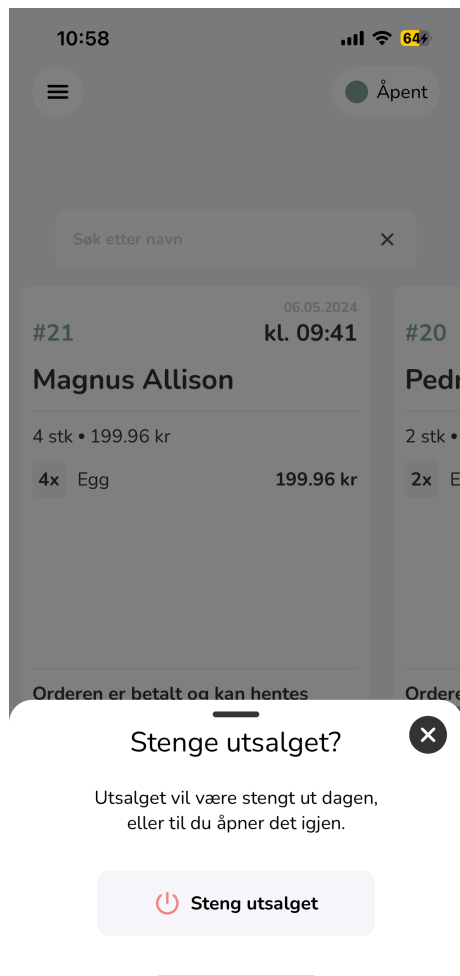 10:58
64
Åpent
Søk etter navn
06.05.2024
#21
kl. 09:41
Magnus Allison
4 stk • 199.96 kr
4x Egg 199.96 kr
Orderen er betalt og kan hentes
#20
2 stk •
2x
Stenge utsalget?
Utsalget vil være stengt ut dagen,
eller til du åpner det igjen.
Steng utsalget